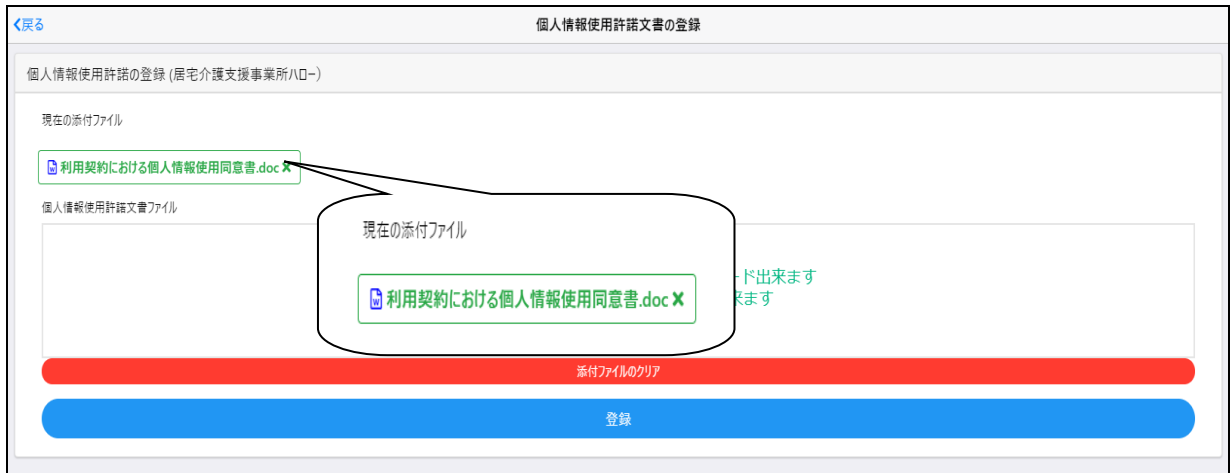 戻る
個人情報使用許諾文書の登録
個人情報使用許諾の登録 (居宅介護支援事業所ハロー)
現在の添付ファイル
利用契約における個人情報使用同意書.doc ✖
個人情報使用許諾文書ファイル
現在の添付ファイル
利用契約における個人情報使用同意書.doc ✖
ード出来ます
来ます
添付ファイルのクリア
登録